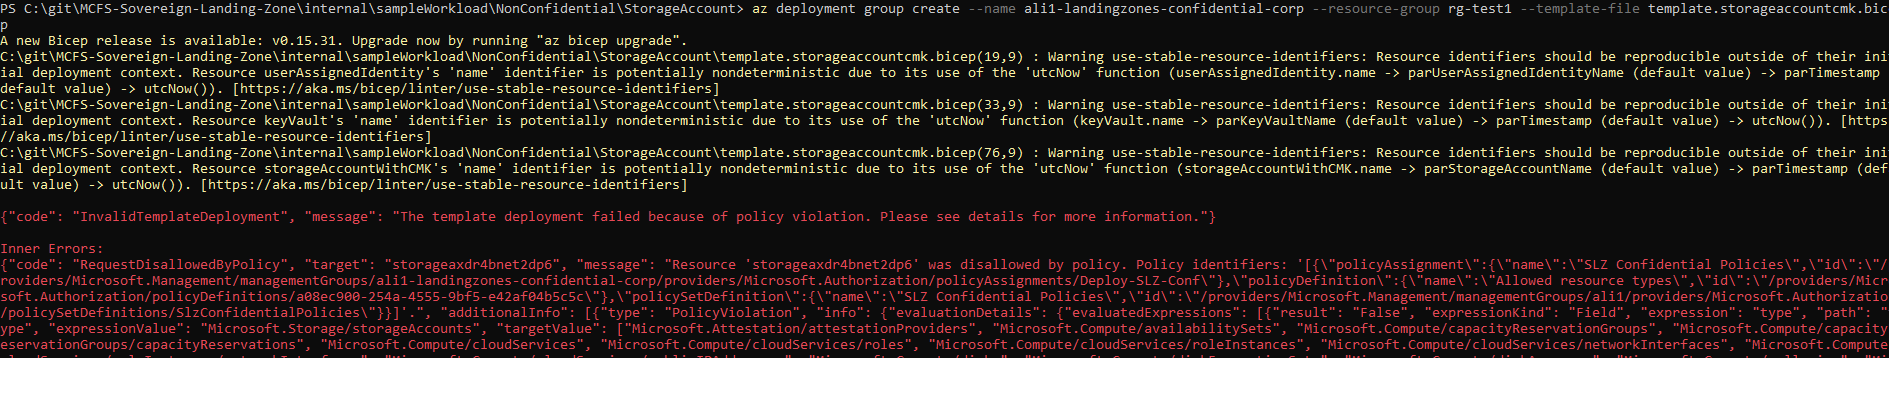 PS C:\git\MCFS-Sovereign-Landing-Zone\internal\sampleWorkload\NonConfidential\StorageAccount> az deployment group create --name ali1-landingzones-confidential-corp --resource-group rg-test1 --template-file template.storageaccountcmk.bice
p
A new Bicep release is available: v0.15.31. Upgrade now by running "az bicep upgrade".
C:\git\MCFS-Sovereign-Landing-Zone\internal\sampleWorkload\NonConfidential\StorageAccount\template.storageaccountcmk.bicep(19,9) : Warning use-stable-resource-identifiers: Resource identifiers should be reproducible outside of their init
ial deployment context. Resource userAssignedIdentity's 'name' identifier is potentially nondeterministic due to its use of the 'utcNow' function (userAssignedIdentity.name -> parUserAssignedIdentityName (default value) -> parTimestamp (
default value) -> utcNow()). [https://aka.ms/bicep/linter/use-stable-resource-identifiers]
C:\git\MCFS-Sovereign-Landing-Zone\internal\sampleWorkload\NonConfidential\StorageAccount\template.storageaccountcmk.bicep(33,9) : Warning use-stable-resource-identifiers: Resource identifiers should be reproducible outside of their init
ial deployment context. Resource keyVault's 'name' identifier is potentially nondeterministic due to its use of the 'utcNow' function (keyVault.name -> parKeyVaultName (default value) -> parTimestamp (default value) -> utcNow()). [https:
//aka.ms/bicep/linter/use-stable-resource-identifiers]
C:\git\MCFS-Sovereign-Landing-Zone\internal\sampleWorkload\NonConfidential\StorageAccount\template.storageaccountcmk.bicep(76,9) : Warning use-stable-resource-identifiers: Resource identifiers should be reproducible outside of their init
ial deployment context. Resource storageAccountWithCMK's 'name' identifier is potentially nondeterministic due to its use of the 'utcNow' function (storageAccountWithCMK.name -> parStorageAccountName (default value) -> parTimestamp (defa
ult value) -> utcNow()). [https://aka.ms/bicep/linter/use-stable-resource-identifiers]
{"code": "InvalidTemplateDeployment", "message": "The template deployment failed because of policy violation. Please see details for more information."}
Inner Errors:
{"code": "RequestDisallowedByPolicy", "target": "storageaxdr4bnet2dp6", "message": "Resource 'storageaxdr4bnet2dp6' was disallowed by policy. Policy identifiers: '[{\"policyAssignment\":{\"name\":\"SLZ Confidential Policies\",\"id\":\"/
roviders/Microsoft.Management/managementGroups/ali1-landingzones-confidential-corp/providers/Microsoft.Authorization/policyAssignments/Deploy-SLZ-Conf\"},\"policyDefinition\":{\"name\":\"Allowed resource types\",\"id\":\"/providers/Micr
soft.Authorization/policyDefinitions/a08ec900-254a-4555-9bf5-e42af04b5c5c\"},\"policySetDefinition\":{\"name\":\"SLZ Confidential Policies\",\"id\":\"/providers/Microsoft.Management/managementGroups/ali1/providers/Microsoft.Authorization
/policySetDefinitions/SlzConfidentialPolicies\"}}]'.", "additionalInfo": [{"type": "PolicyViolation", "info": {"evaluationDetails": {"evaluatedExpressions": [{"result": "False", "expressionKind": "Field", "expression": "type", "path": "
ype", "expressionValue": "Microsoft.Storage/storageAccounts", "targetValue": ["Microsoft.Attestation/attestationProviders", "Microsoft.Compute/availabilitySets", "Microsoft.Compute/capacityReservationGroups", "Microsoft.Compute/capacity
eservationGroups/capacityReservations", "Microsoft.Compute/cloudServices", "Microsoft.Compute/cloudServices/roles", "Microsoft.Compute/cloudServices/roleInstances", "Microsoft.Compute/cloudServices/networkInterfaces", "Microsoft.Compute